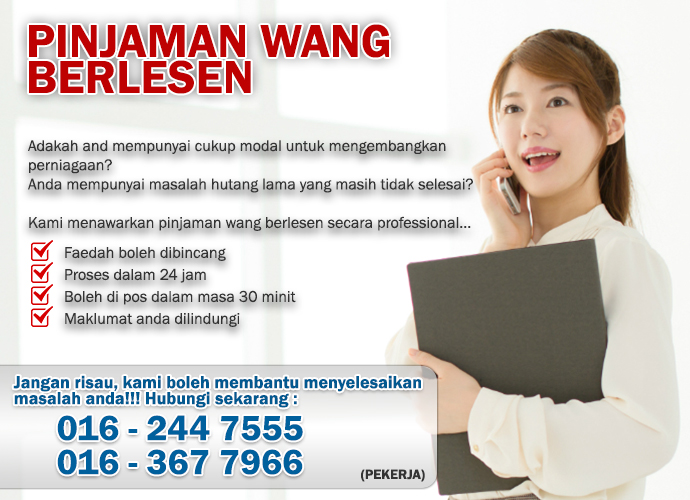 PINJAMAN WANG
BERLESEN
Adakah and mempunyai cukup modal untuk mengembangkan
perniagaan?
Anda mempunyai masalah hutang lama yang masih tidak selesai?
Kami menawarkan pinjaman wang berlesen secara professional...
Faedah boleh dibincang
Proses dalam 24 jam
Boleh di pos dalam masa 30 minit
Maklumat anda dilindungi
Jangan risau, kami boleh membantu menyelesaikan
masalah anda!!! Hubungi sekarang :
016 - 244 7555
016 - 367 7966
(PEKERJA)